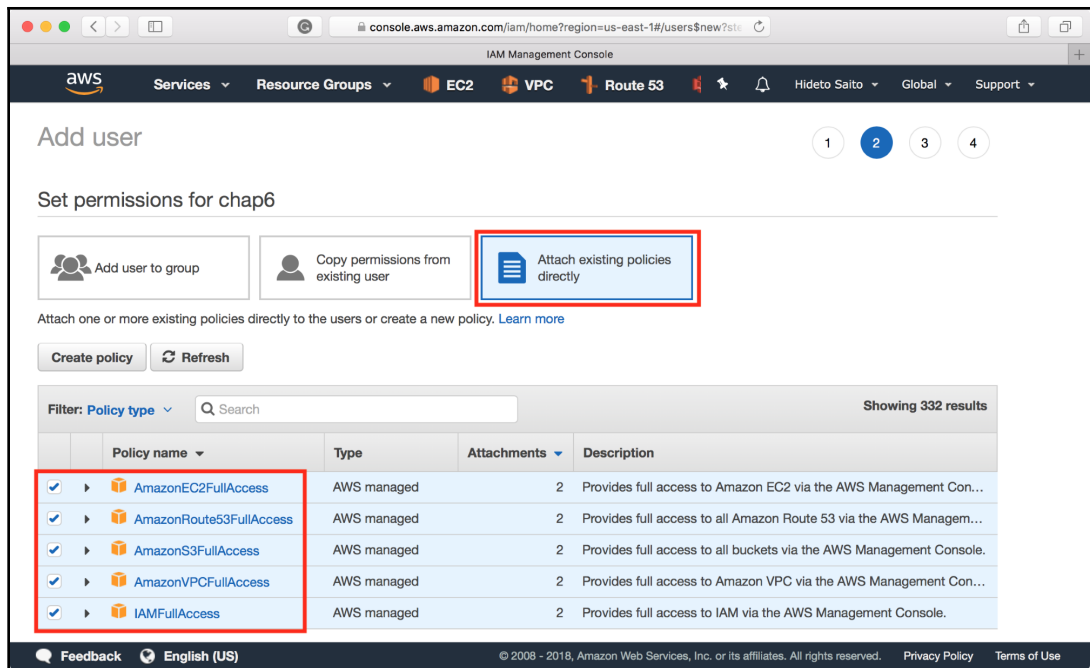 console.aws.amazon.com/iam/home?region=us-east-1#/users$new?ste
IAM Management Console
aws Services Resource Groups EC2 VPC Route 53 Hideto Saito Global Support
Add user 1 2 3 4
Set permissions for chap6
Add user to group
Copy permissions from
existing user
Attach existing policies
directly
Attach one or more existing policies directly to the users or create a new policy. Learn more
Create policy Refresh
Filter: Policy type Search Showing 332 results
Policy name Type Attachments Description
AmazonEC2FullAccess AWS managed 2 Provides full access to Amazon EC2 via the AWS Management Con...
AmazonRoute53FullAccess AWS managed 2 Provides full access to all Amazon Route 53 via the AWS Managem...
AmazonS3FullAccess AWS managed 2 Provides full access to all buckets via the AWS Management Console.
AmazonVPCFullAccess AWS managed 2 Provides full access to Amazon VPC via the AWS Management Con...
IAMFullAccess AWS managed 2 Provides full access to IAM via the AWS Management Console.
Feedback English (US) © 2008 - 2018, Amazon Web Services, Inc. or its affiliates. All rights reserved. Privacy Policy Terms of Use